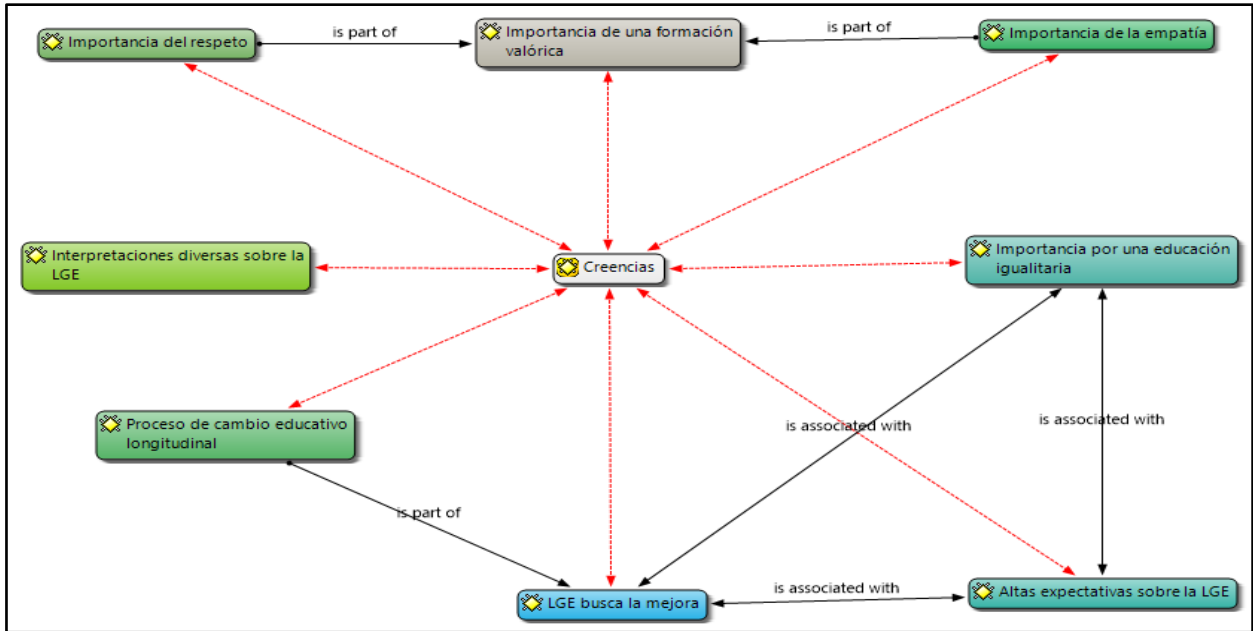 is part of
is part of
Importancia del respeto
Importancia de una formación
valórica
Importancia de la empatía
Interpretaciones diversas sobre la
LGE
Creencias
Importancia por una educación
igualitaria
Proceso de cambio educativo
longitudinal
is associated with
is associated with
is part of
is associated with
LGE busca la mejora
Altas expectativas sobre la LGE